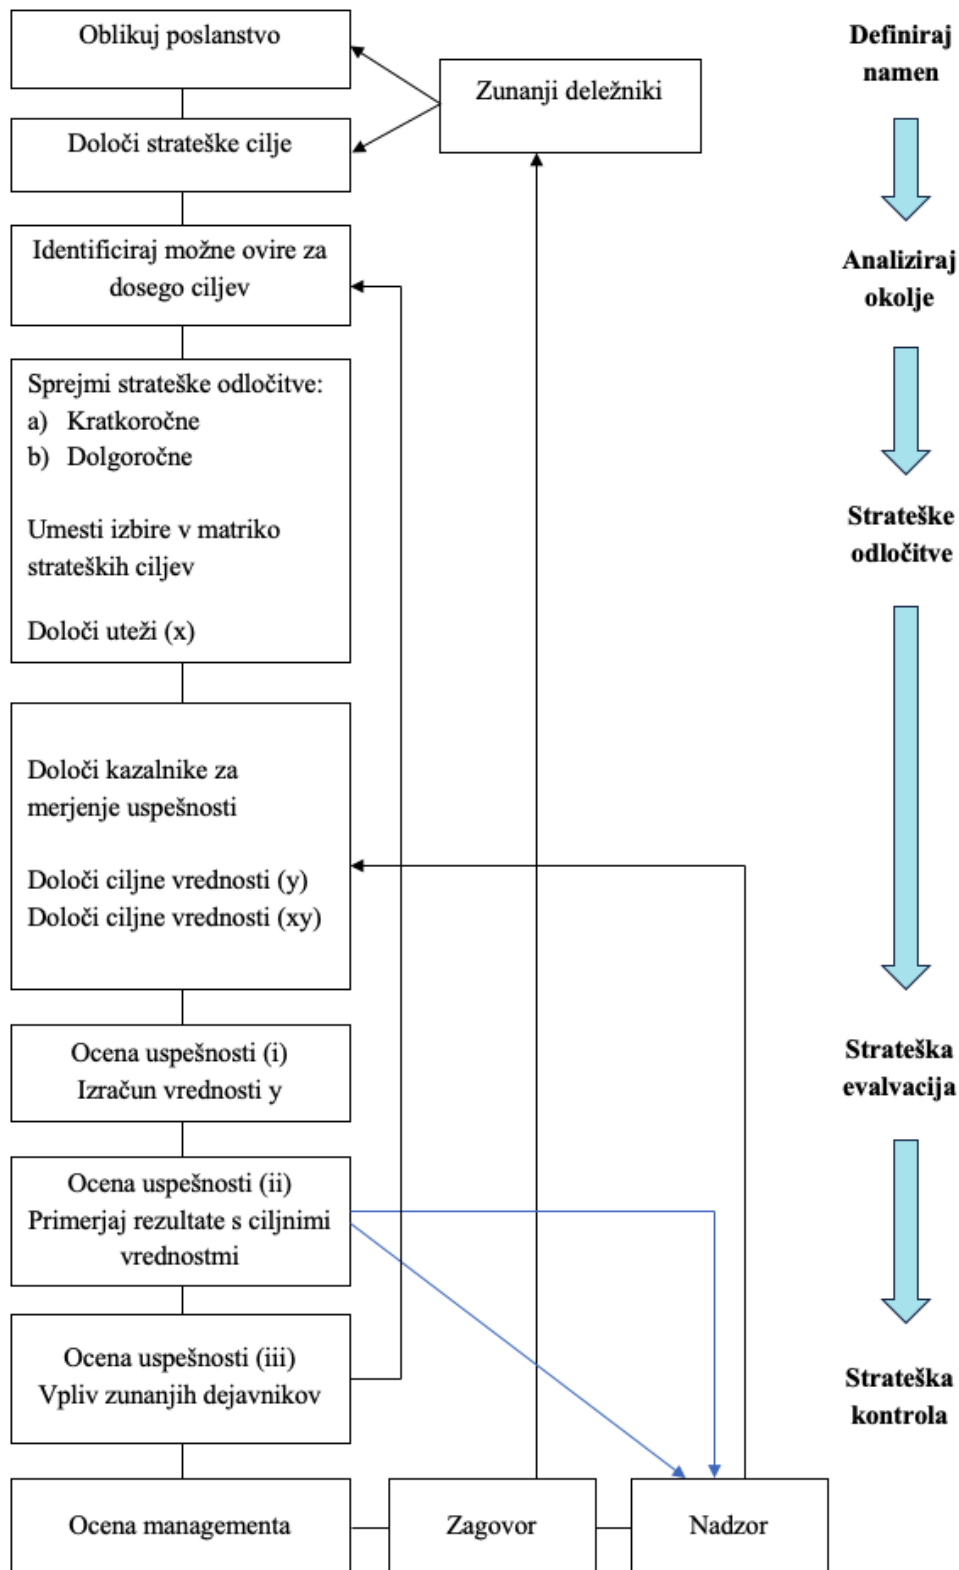 Oblikuj poslanstvo
Zunanji deležniki
Določi strateške cilje
Identificiraj možne ovire za
dosego ciljev
Sprejmi strateške odločitve:
a) Kratkoročne
b) Dolgoročne
Umesti izbire v matriko
strateških ciljev
Določi uteži (x)
Določi kazalnike za
merjenje uspešnosti
Določi ciljne vrednosti (y)
Določi ciljne vrednosti (xy)
Ocena uspešnosti (i)
Izračun vrednosti y
Ocena uspešnosti (ii)
Primerjaj rezultate s ciljnimi
vrednostmi
Ocena uspešnosti (iii)
Vpliv zunanjih dejavnikov
Ocena managementa
Zagovor
Nadzor
Definiraj
namen
Analiziraj
okolje
Strateške
odločitve
Strateška
evalvacija
Strateška
kontrola